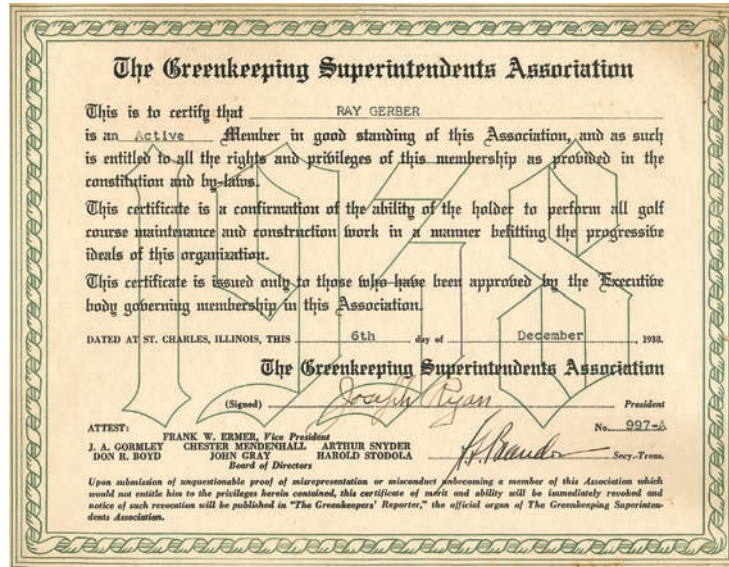 The Greenkeeping Superintendents Association
This is to certify that RAY GERBER
is an Active Member in good standing of this Association, and as such
is entitled to all the rights and privileges of this membership as provided in the
constitution and by-laws.
This certificate is a confirmation of the ability of the holder to perform all golf
course maintenance and construction work in a manner befitting the progressive
ideals of this organization.
This certificate is issued only to those who have been approved by the Executive
body governing membership in this Association.
DATED AT ST. CHARLES, ILLINOIS, THIS 6th day of December, 1938.
The Greenkeeping Superintendents Association
(Signed) Joseph Ryan President
ATTEST: No. 997-A
FRANK W. ERMER, Vice President
J. A. GORMLEY CHESTER MENDENHALL ARTHUR SNYDER
DON R. BOYD JOHN GRAY HAROLD STODOLA
Board of Directors
Secy.-Treas.
Upon submission of unquestionable proof of misrepresentation or misconduct unbecoming a member of this Association which
would not entitle him to the privileges herein contained, this certificate of merit and ability will be immediately revoked and
notice of such revocation will be published in "The Greenkeepers' Reporter," the official organ of The Greenkeeping Superinten-
dents Association.